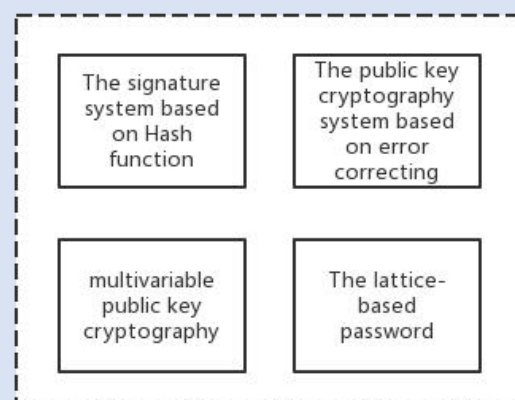 The signature
system based
on Hash
function
The public key
cryptography
system based
on error
correcting
multivariable
public key
cryptography
The lattice-
based
password